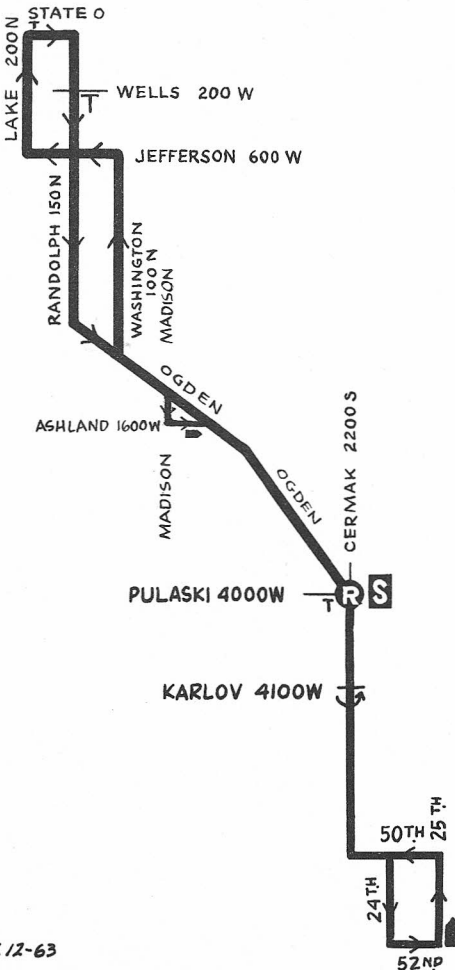 STATE 0
T
LAKE 200N
WELLS 200 W
T
JEFFERSON 600 W
RANDOLPH 150N
WASHINGTON
100 N
MADISON
OGDEN
ASHLAND 1600W
MADISON
OGDEN
CERMAK 2200 S
PULASKI 4000W
T
R S
KARLOV 4100W
50TH
25TH
24TH
52ND
12-63